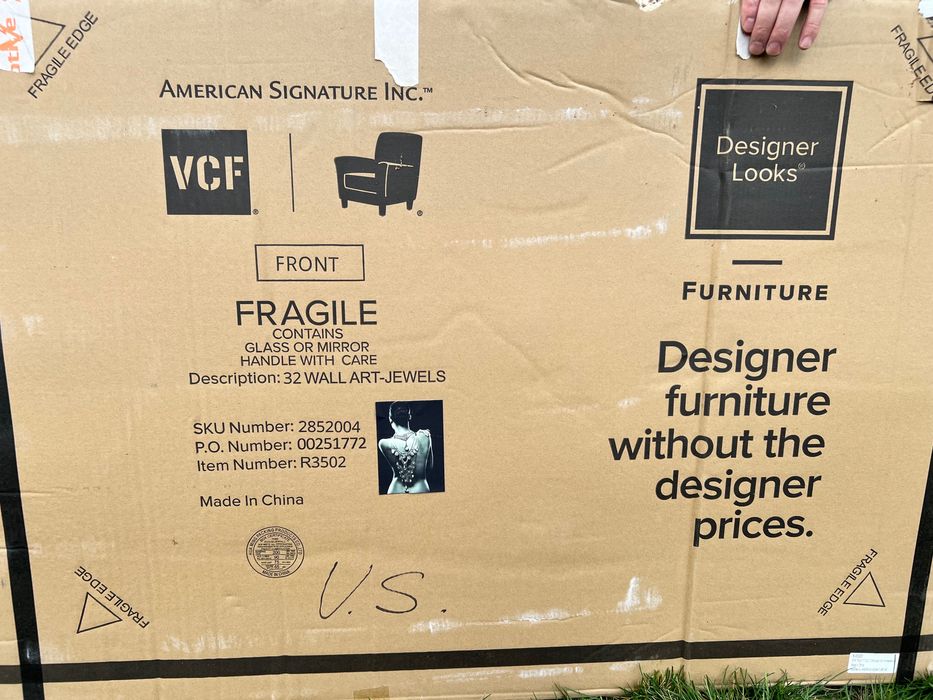 FRAGILE EDGE
FRAGILE ED
AMERICAN SIGNATURE INC.™
VCF®
®
FRONT
FRAGILE
CONTAINS
GLASS OR MIRROR
HANDLE WITH CARE
Description: 32 WALL ART-JEWELS
SKU Number: 2852004
P.O. Number: 00251772
Item Number: R3502
Made In China
V.S.
FRAGILE EDGE
Designer
Looks®
FURNITURE
Designer
furniture
without the
designer
prices.
FRAGILE EDGE